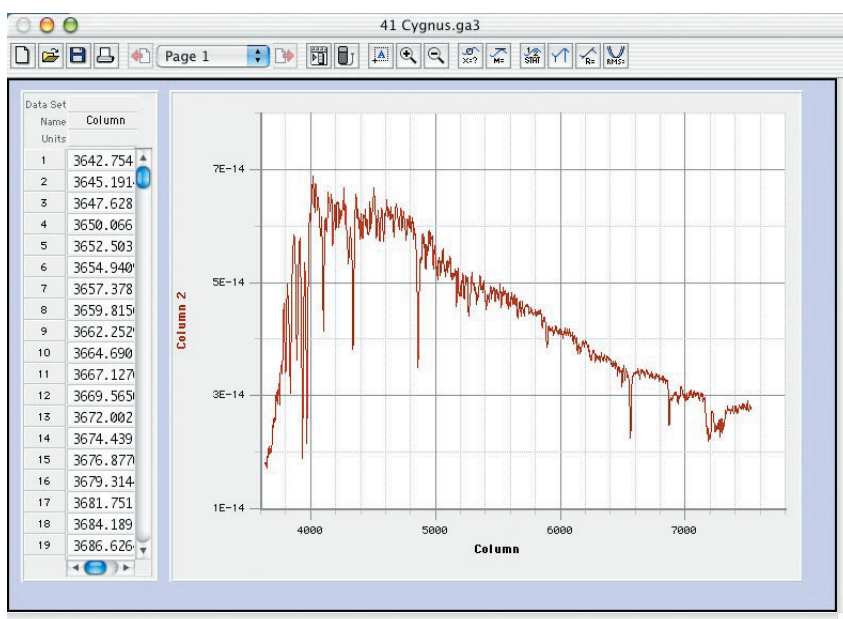 41 Cygnus.ga3
Page 1
X=?
M=
STAT
R=
RMS=
Data Set
Name
Column
Units
1 3642.754
2 3645.191
3 3647.628
4 3650.066
5 3652.503
6 3654.940
7 3657.378
8 3659.815
9 3662.252
10 3664.690
11 3667.127
12 3669.565
13 3672.002
14 3674.439
15 3676.877
16 3679.314
17 3681.751
18 3684.189
19 3686.626
7E-14
5E-14
3E-14
1E-14
Column 2
4000 5000 6000 7000
Column